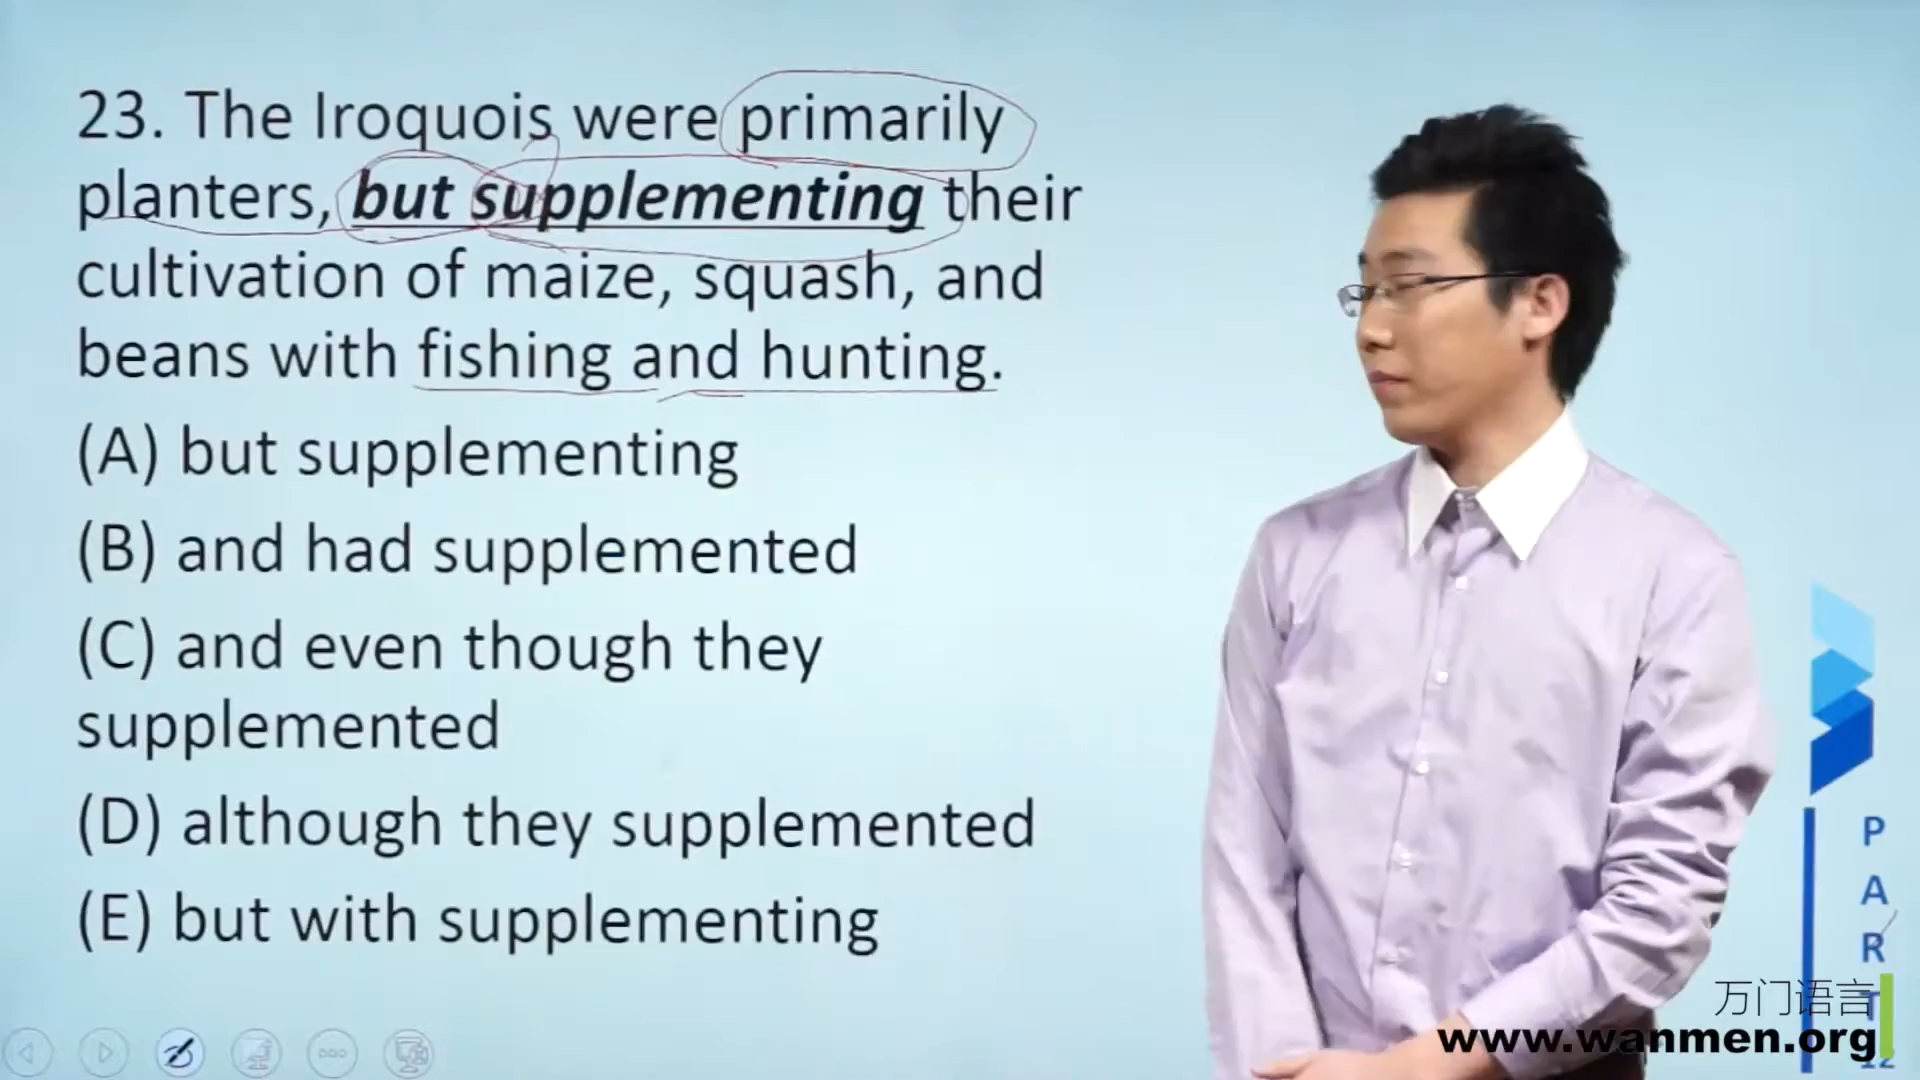 23. The Iroquois were primarily
planters, but supplementing their
cultivation of maize, squash, and
beans with fishing and hunting.
(A) but supplementing
(B) and had supplemented
(C) and even though they
supplemented
(D) although they supplemented
(E) but with supplementing
P
A
R
T
12
万门语言
www.wanmen.org